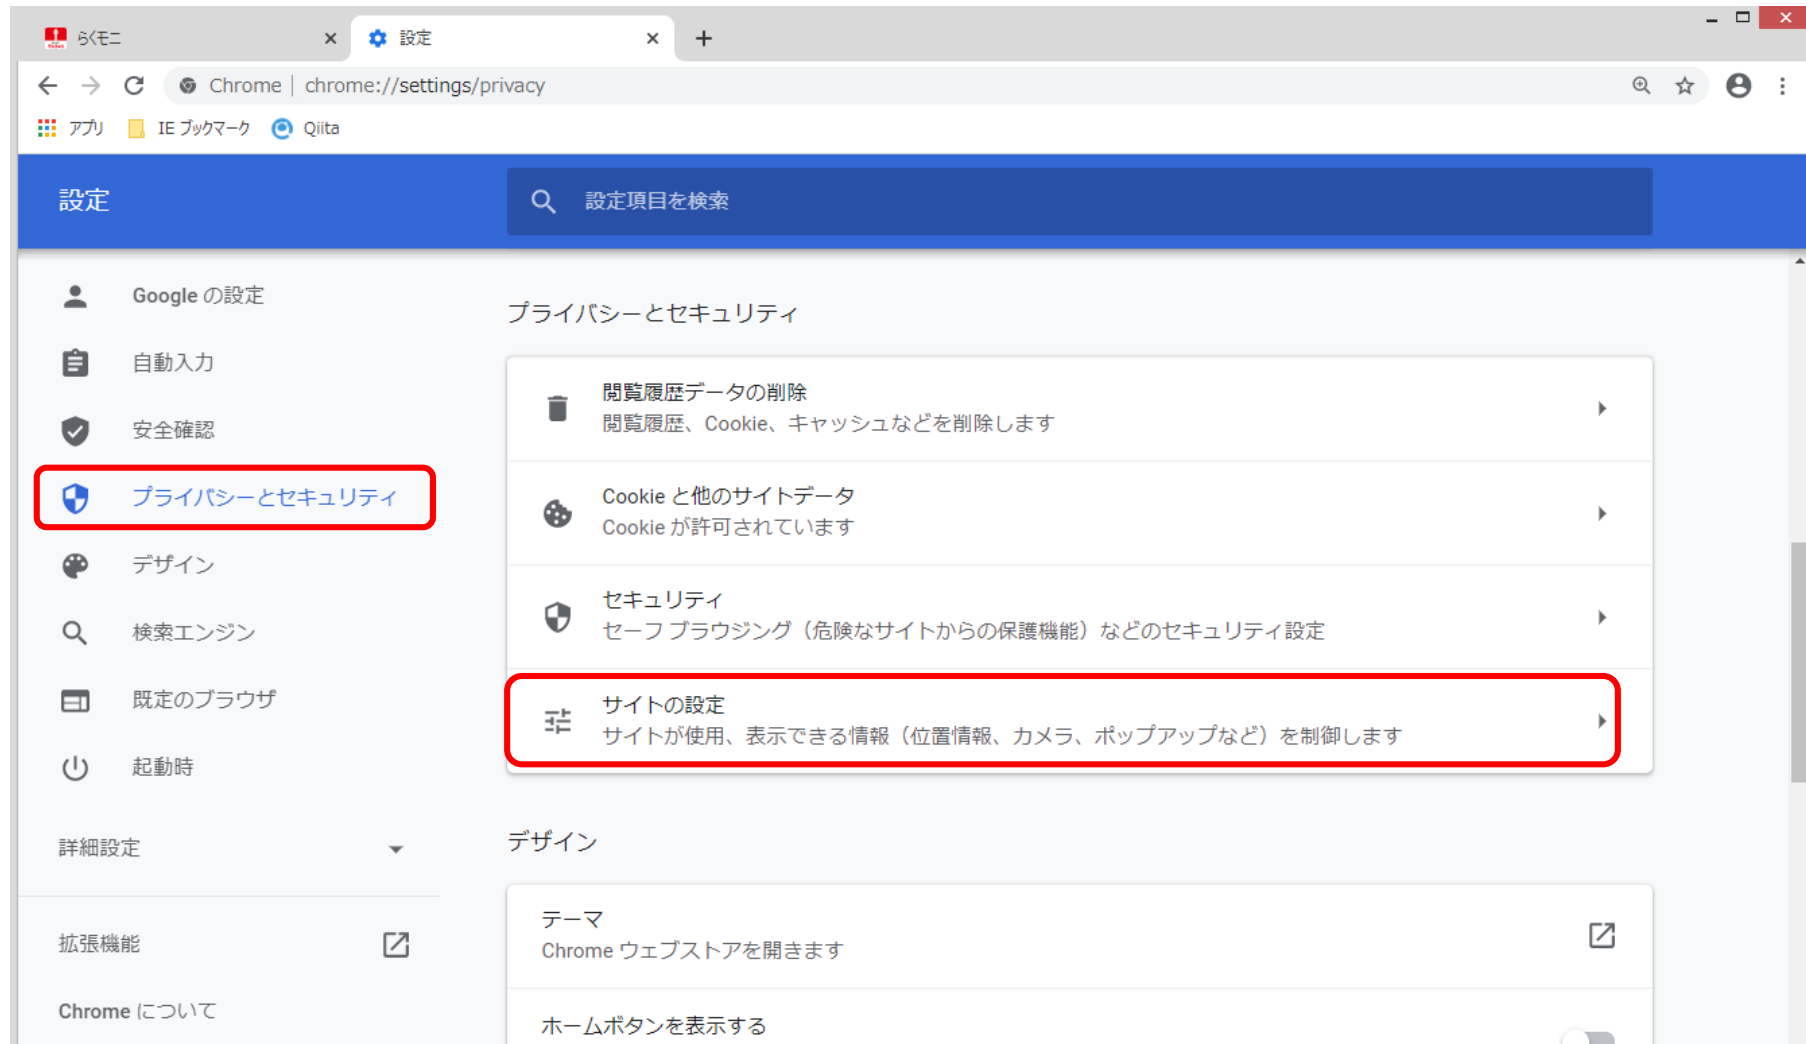 らくモニ
設定
Chrome | chrome://settings/privacy
アプリ
IE ブックマーク
Qiita
設定
設定項目を検索
Google の設定
自動入力
安全確認
プライバシーとセキュリティ
デザイン
検索エンジン
既定のブラウザ
起動時
詳細設定
拡張機能
Chrome について
プライバシーとセキュリティ
閲覧履歴データの削除
閲覧履歴、Cookie、キャッシュなどを削除します
Cookie と他のサイトデータ
Cookie が許可されています
セキュリティ
セーフ ブラウジング（危険なサイトからの保護機能）などのセキュリティ設定
サイトの設定
サイトが使用、表示できる情報（位置情報、カメラ、ポップアップなど）を制御します
デザイン
テーマ
Chrome ウェブストアを開きます
ホームボタンを表示する